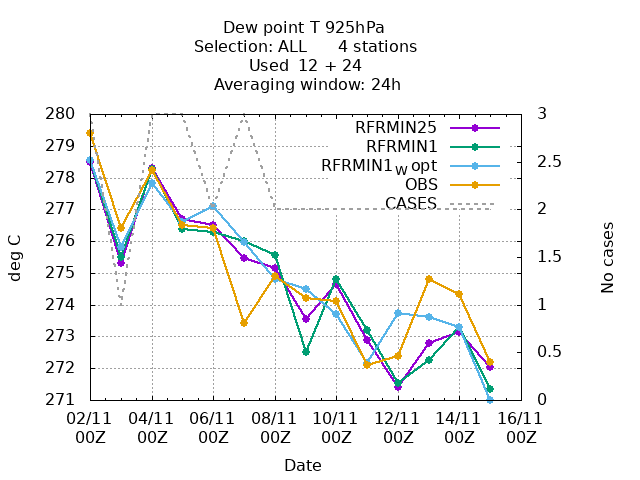 Dew point T 925hPa
Selection: ALL 4 stations
Used 12 + 24
Averaging window: 24h
280
279
278
277
276
275
274
273
272
271
3
2.5
2
1.5
1
0.5
0
RFRMIN25
RFRMIN1
RFRMIN1wopt
OBS
CASES
deg C
No cases
02/11 04/11 06/11 08/11 10/11 12/11 14/11 16/11
00Z 00Z 00Z 00Z 00Z 00Z 00Z 00Z
Date